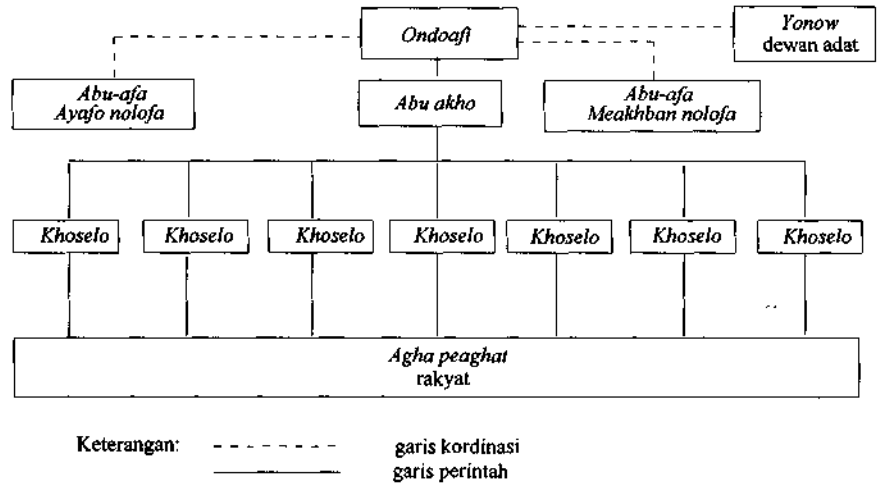 Ondoafi
Yonow
dewan adat
Abu-afa
Ayafo nolofa
Abu akho
Abu-afa
Meakhban nolofa
Khoselo
Khoselo
Khoselo
Khoselo
Khoselo
Khoselo
Khoselo
Agha peaghat
rakyat
Keterangan:
garis kordinasi
garis perintah